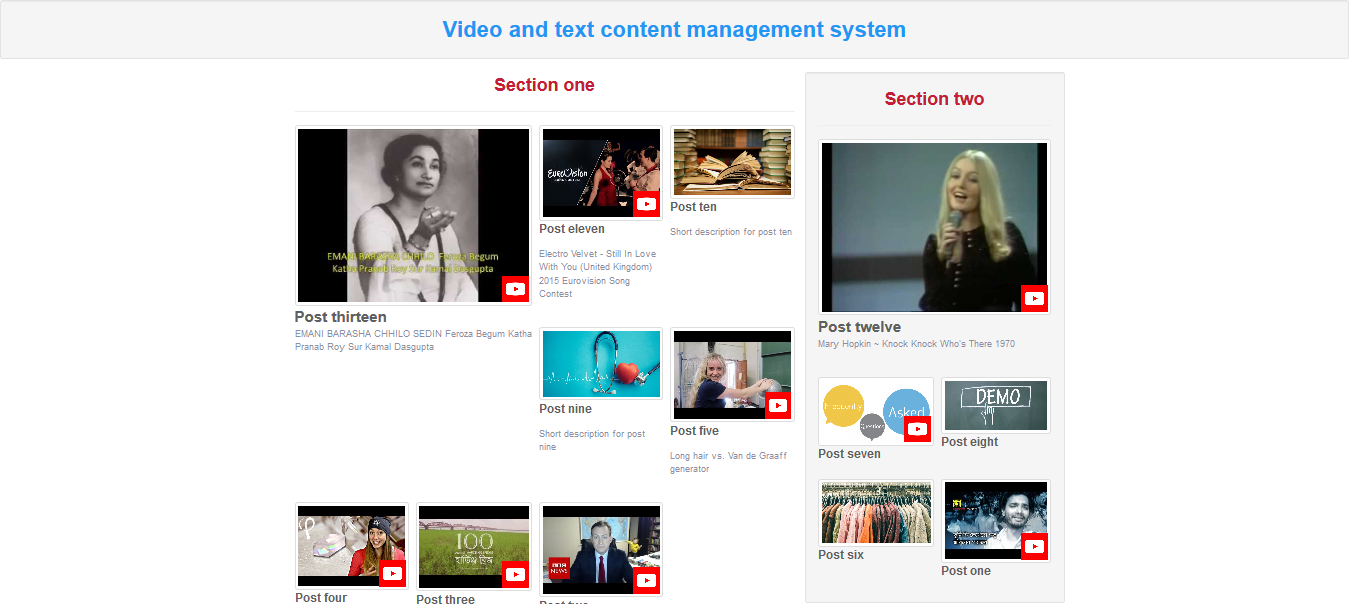 Video and text content management system
Section one
EMANI BARASHA CHHILO Feroza Begum
Katha Pranab Roy Sur Kamal Dasgupta
Post thirteen
EMANI BARASHA CHHILO SEDIN Feroza Begum Katha
Pranab Roy Sur Kamal Dasgupta
EUROVISION
Post eleven
Electro Velvet - Still In Love
With You (United Kingdom)
2015 Eurovision Song
Contest
Post ten
Short description for post ten
Post nine
Short description for post
nine
Post five
Long hair vs. Van de Graaff
generator
Post four
100
Post three
BBC
NEWS
Section two
Post twelve
Mary Hopkin ~ Knock Knock Who's There 1970
Frequently
Asked
Questions
Post seven
DEMO
Post eight
Post six
Post one